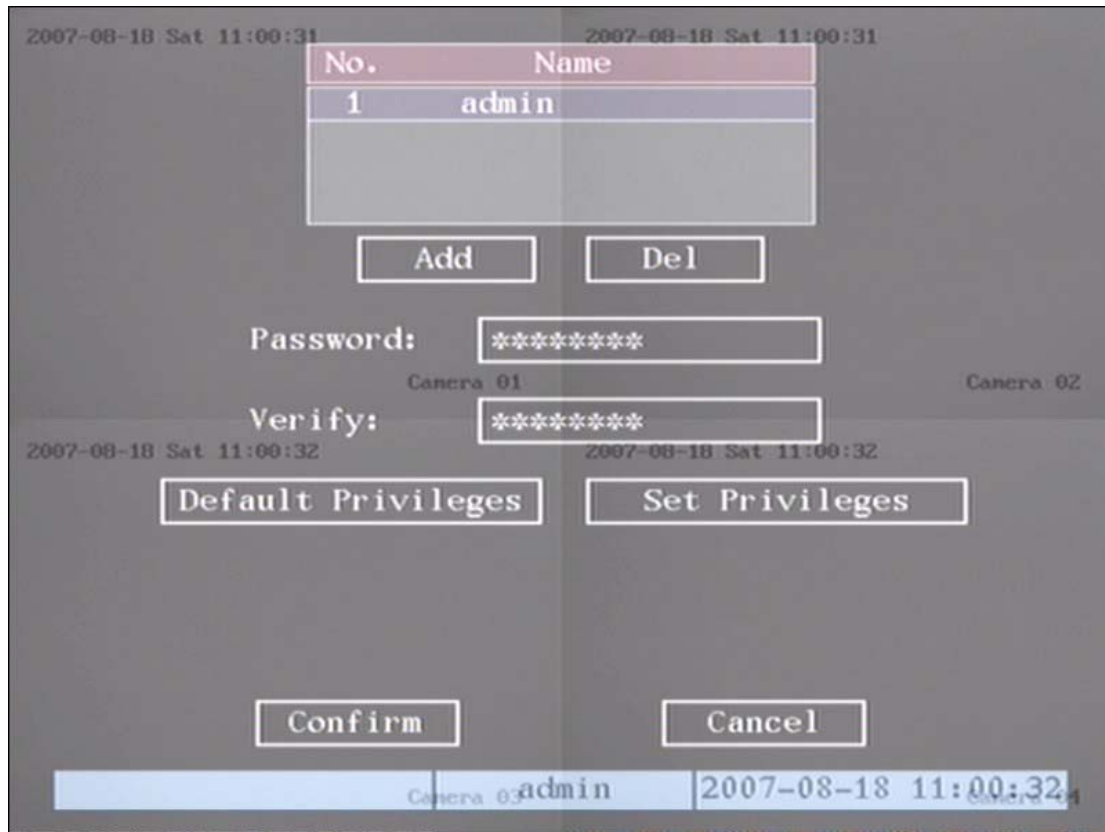 2007-08-18 Sat 11:00:31
2007-08-18 Sat 11:00:31
No. Name
1 admin
Add Del
Password: ********
Camera 01
Camera 02
Verify: ********
2007-08-18 Sat 11:00:32
2007-08-18 Sat 11:00:32
Default Privileges Set Privileges
Confirm Cancel
admin 2007-08-18 11:00:32
Camera 03
Camera 04